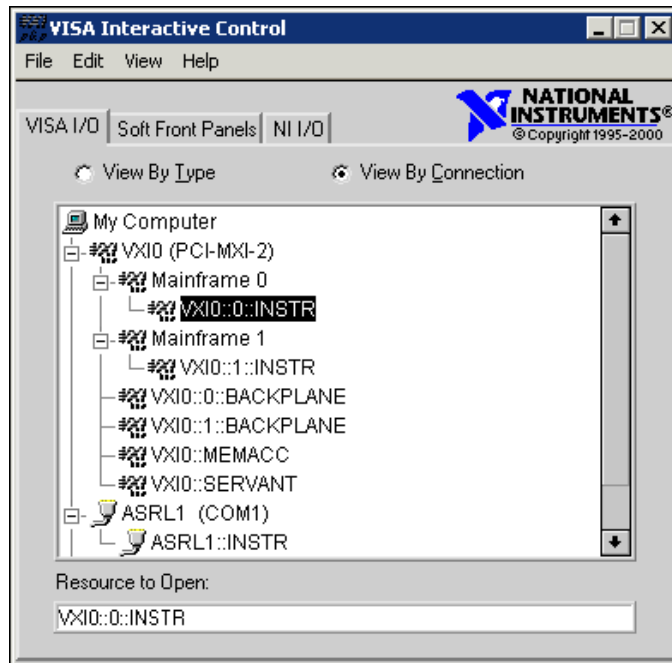 VISA Interactive Control
File Edit View Help
NATIONAL
INSTRUMENTS®
© Copyright 1995-2000
VISA I/O Soft Front Panels NI I/O
View By Type View By Connection
My Computer
VXI0 (PCI-MXI-2)
Mainframe 0
VXI0::0::INSTR
Mainframe 1
VXI0::1::INSTR
VXI0::0::BACKPLANE
VXI0::1::BACKPLANE
VXI0::MEMACC
VXI0::SERVANT
ASRL1 (COM1)
ASRL1::INSTR
Resource to Open:
VXI0::0::INSTR